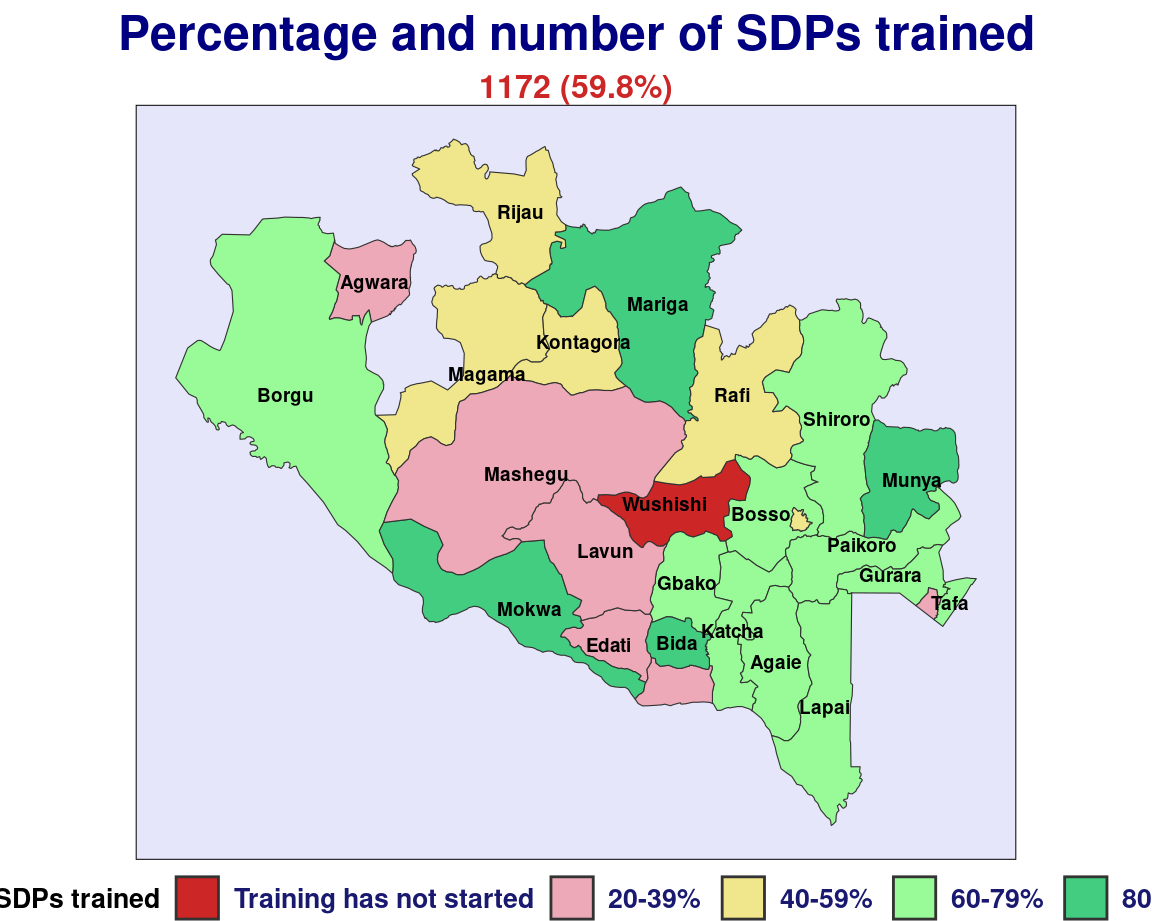 Percentage and number of SDPs trained
1172 (59.8%)
Rijau
Agwara
Mariga
Kontagora
Magama
Borgu
Rafi
Shiroro
Mashegu
Munya
Wushishi
Bosso
Lavun
Paikoro
Gurara
Gbako
Tafa
Mokwa
Katcha
Edati
Bida
Agaie
Lapai
SDPs trained Training has not started 20-39% 40-59% 60-79% 80